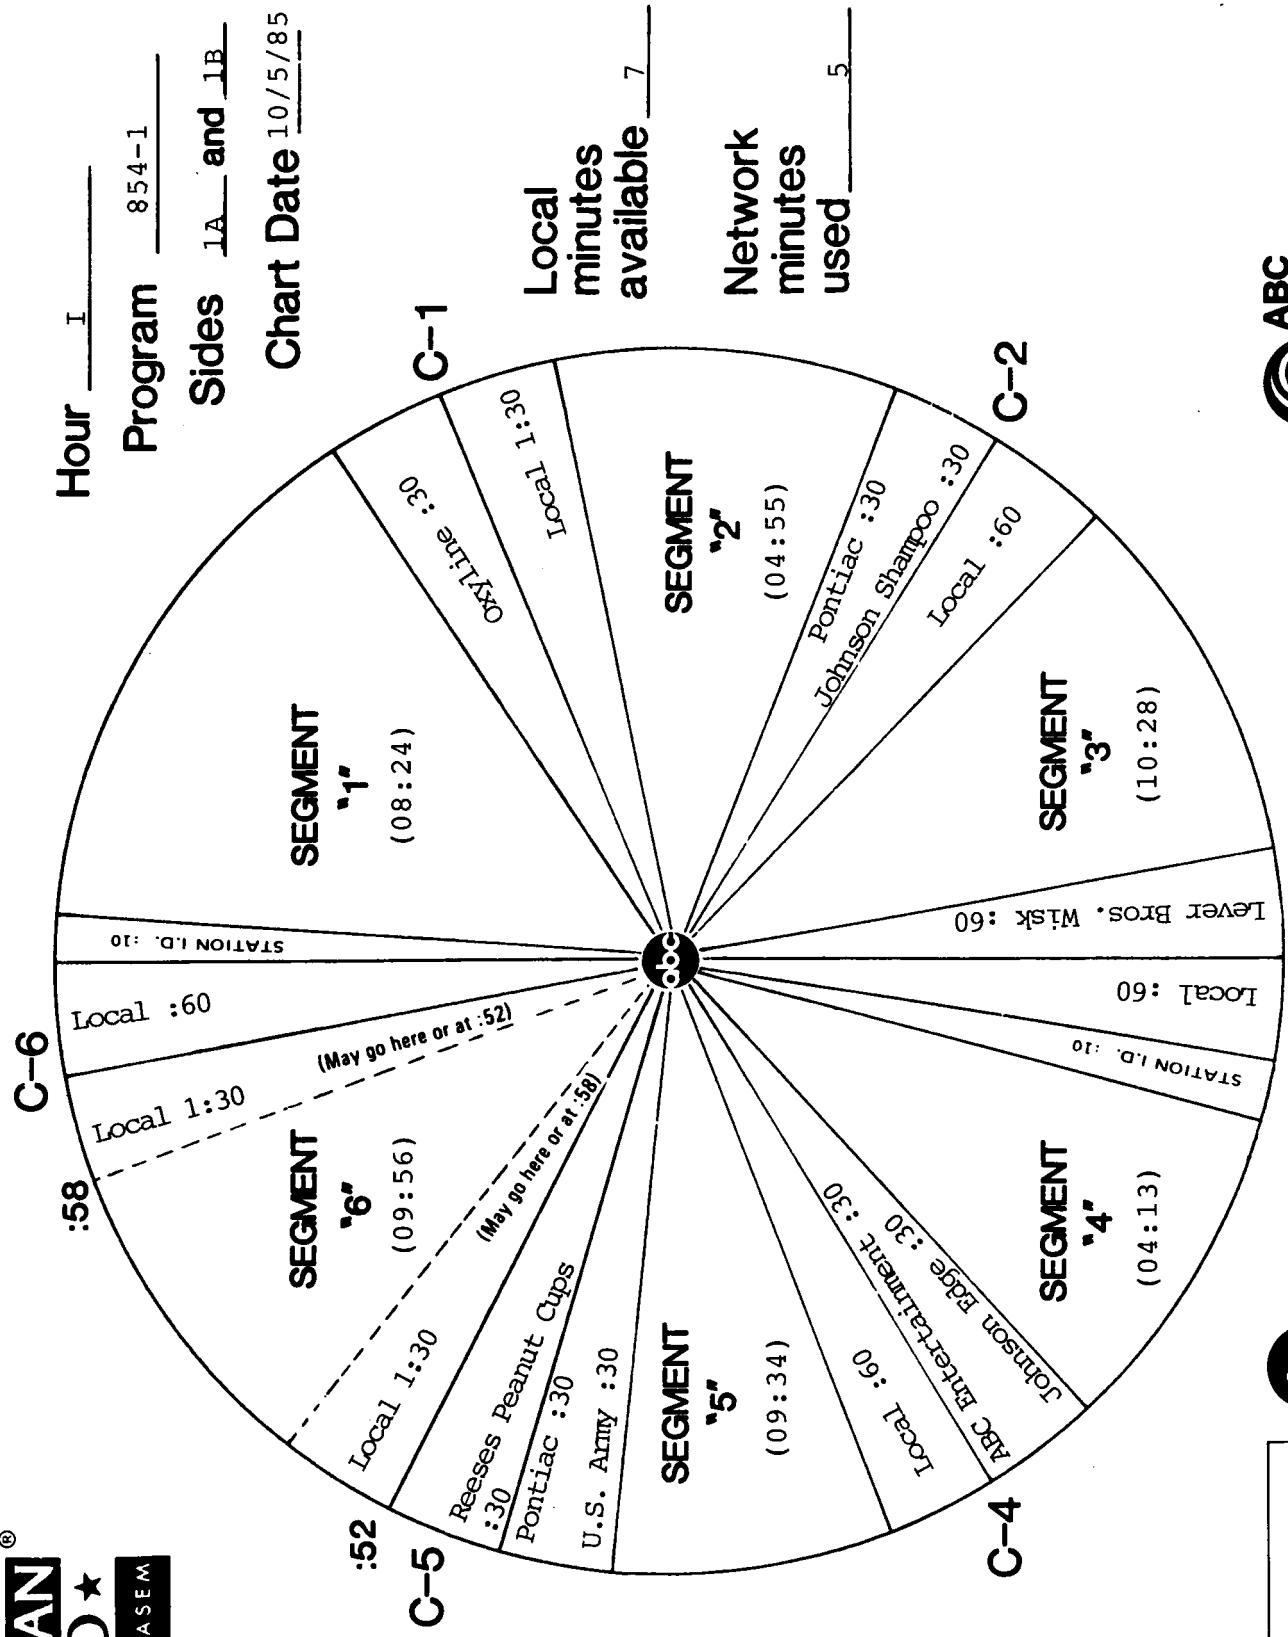 Hour I
Program 854-1
Sides 1A and 1B
Chart Date 10/5/85
Local
minutes
available 7
Network
minutes
used 5
ABC
STATION I.D. :10
SEGMENT
"1"
(08:24)
Oxyline :30
C-1
Local 1:30
SEGMENT
"2"
(04:55)
Pontiac :30
Johnson Shampoo :30
C-2
Local :60
SEGMENT
"3"
(10:28)
Lever Bros. Wisk :60
Local :60
STATION I.D. :10
SEGMENT
"4"
(04:13)
Johnson Edge :30
ABC Entertainment :30
C-4
Local :60
SEGMENT
"5"
(09:34)
U.S. Army :30
Pontiac :30
Reeses Peanut Cups
:30
C-5
:52
Local 1:30
(May go here or at :58)
SEGMENT
"6"
(09:56)
:58
Local 1:30
(May go here or at :52)
C-6
Local :60
abc
AN
®
ASEM